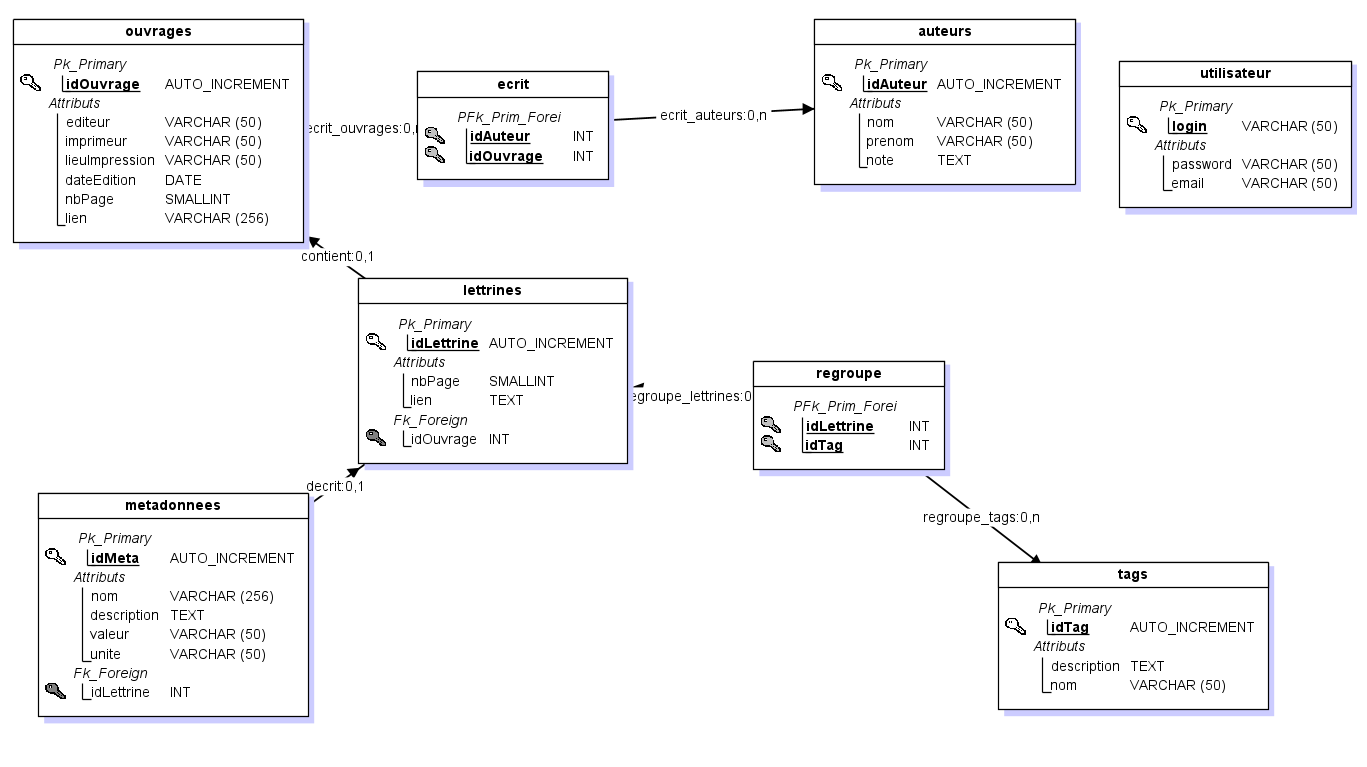 ouvrages
Pk_Primary
idOuvrage AUTO_INCREMENT
Attributs
editeur VARCHAR (50)
imprimeur VARCHAR (50)
lieuImpression VARCHAR (50)
dateEdition DATE
nbPage SMALLINT
lien VARCHAR (256)
ecrit_ouvrages:0,
ecrit
PFk_Prim_Forei
idAuteur INT
idOuvrage INT
ecrit_auteurs:0,n
auteurs
Pk_Primary
idAuteur AUTO_INCREMENT
Attributs
nom VARCHAR (50)
prenom VARCHAR (50)
note TEXT
utilisateur
Pk_Primary
login VARCHAR (50)
Attributs
password VARCHAR (50)
email VARCHAR (50)
contient:0,1
lettrines
Pk_Primary
idLettrine AUTO_INCREMENT
Attributs
nbPage SMALLINT
lien TEXT
Fk_Foreign
idOuvrage INT
egroupe_lettrines:0
regroupe
PFk_Prim_Forei
idLettrine INT
idTag INT
decrit:0,1
metadonnees
Pk_Primary
idMeta AUTO_INCREMENT
Attributs
nom VARCHAR (256)
description TEXT
valeur VARCHAR (50)
unite VARCHAR (50)
Fk_Foreign
idLettrine INT
regroupe_tags:0,n
tags
Pk_Primary
idTag AUTO_INCREMENT
Attributs
description TEXT
nom VARCHAR (50)